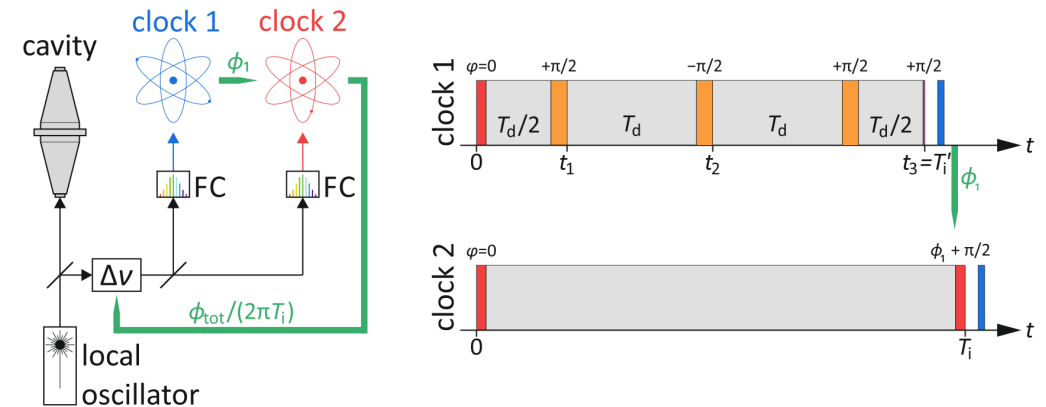 clock 1
clock 2
cavity
ϕ₁
FC
FC
Δν
ϕtot/(2πTi)
local
oscillator
clock 1
φ=0
+π/2
−π/2
+π/2
+π/2
Td/2
Td
Td
Td/2
0
t₁
t₂
t₃=Ti′
t
ϕ₁
clock 2
φ=0
ϕ₁ + π/2
0
Ti
t